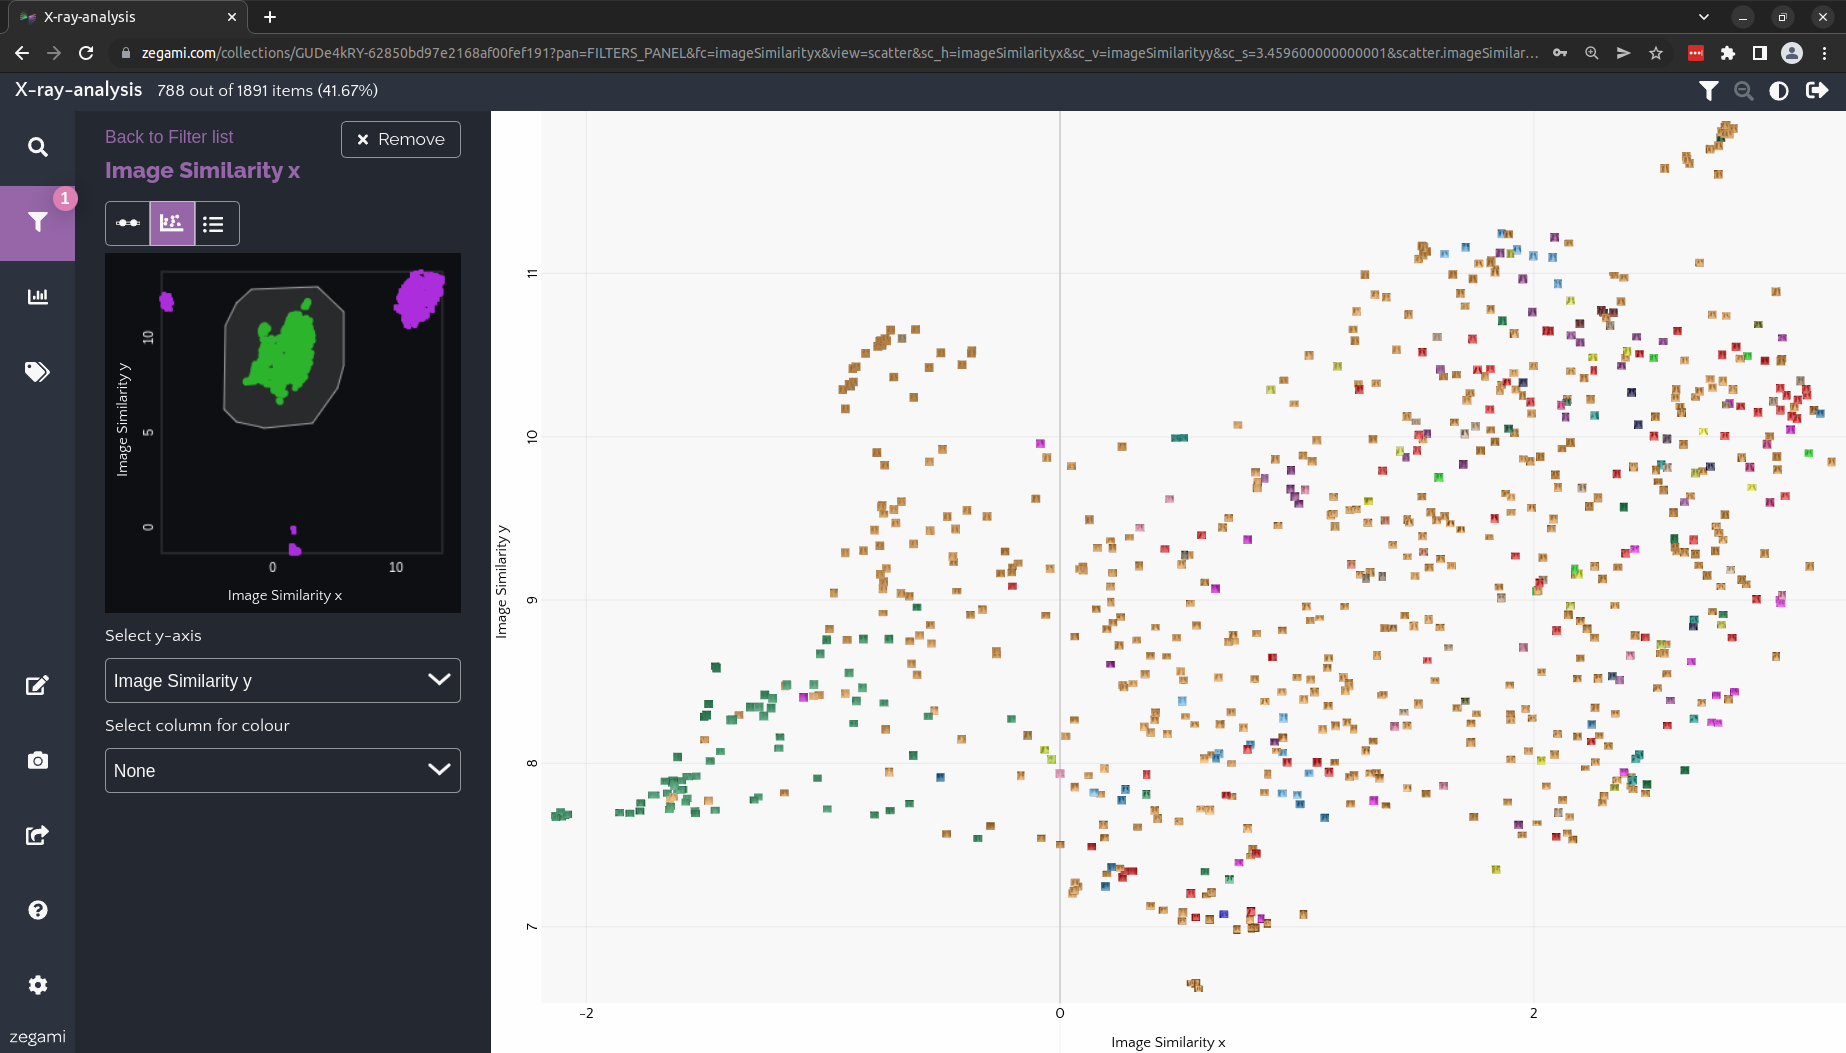 X-ray-analysis
zegami.com/collections/GUDe4kRY-62850bd97e2168af00fef191?pan=FILTERS_PANEL&fc=imageSimilarityx&view=scatter&sc_h=imageSimilarityx&sc_v=imageSimilarityy&sc_s=3.459600000000001&scatter.imageSimilar...
X-ray-analysis 788 out of 1891 items (41.67%)
Back to Filter list
Remove
Image Similarity x
1
10
5
0
Image Similarity y
0 10
Image Similarity x
Select y-axis
Image Similarity y
Select column for colour
None
zegami
11
10
9
8
7
Image Similarity y
-2 0 2
Image Similarity x